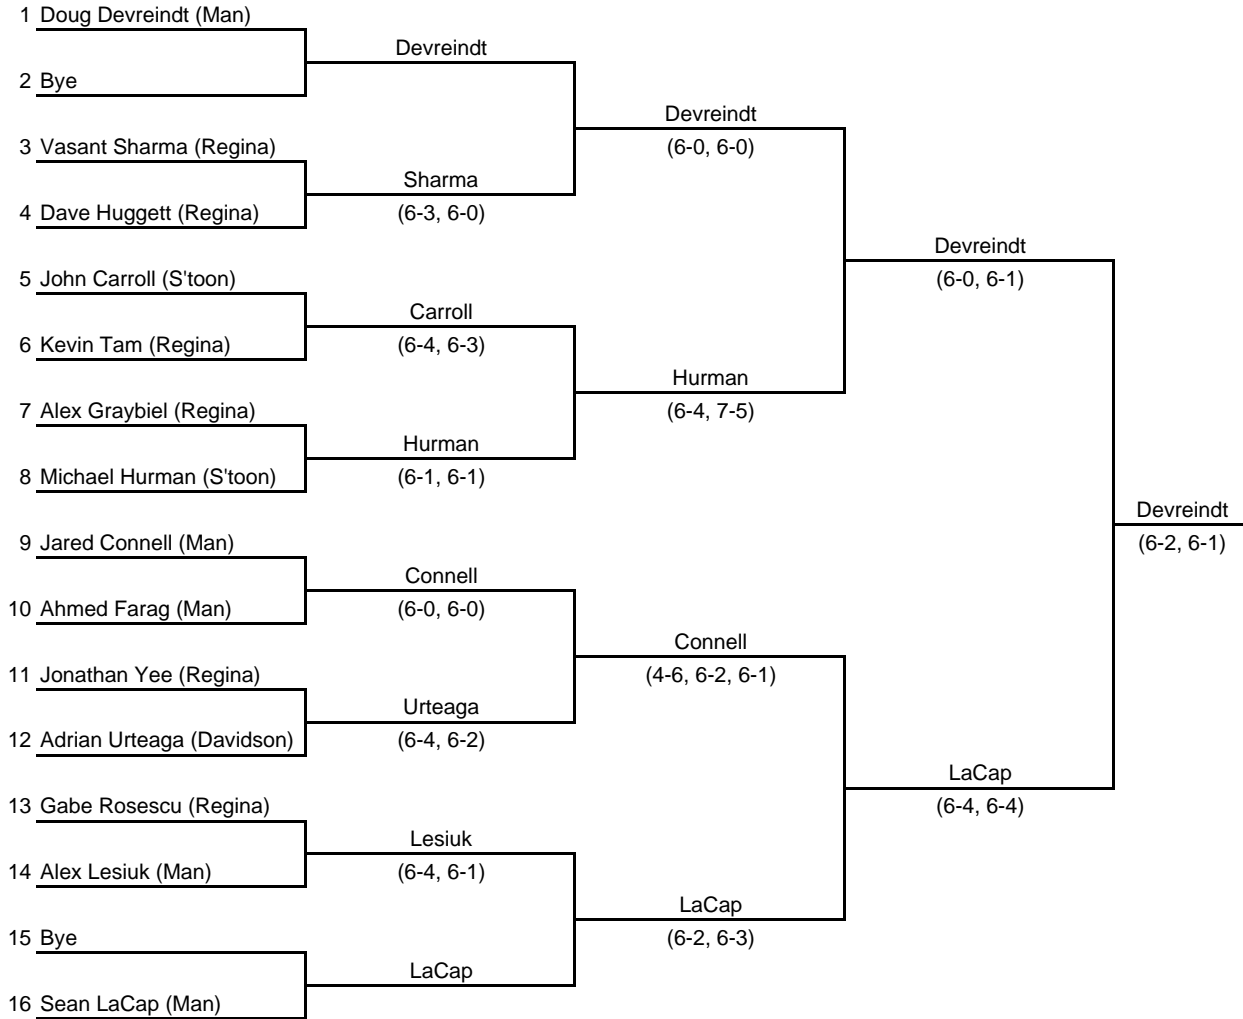 1 Doug Devreindt (Man)
Devreindt
2 Bye
Devreindt
(6-0, 6-0)
3 Vasant Sharma (Regina)
Sharma
(6-3, 6-0)
4 Dave Huggett (Regina)
Devreindt
(6-0, 6-1)
5 John Carroll (S'toon)
Carroll
(6-4, 6-3)
6 Kevin Tam (Regina)
Hurman
(6-4, 7-5)
7 Alex Graybiel (Regina)
Hurman
(6-1, 6-1)
8 Michael Hurman (S'toon)
Devreindt
(6-2, 6-1)
9 Jared Connell (Man)
Connell
(6-0, 6-0)
10 Ahmed Farag (Man)
Connell
(4-6, 6-2, 6-1)
11 Jonathan Yee (Regina)
Urteaga
(6-4, 6-2)
12 Adrian Urteaga (Davidson)
LaCap
(6-4, 6-4)
13 Gabe Rosescu (Regina)
Lesiuk
(6-4, 6-1)
14 Alex Lesiuk (Man)
LaCap
(6-2, 6-3)
15 Bye
LaCap
16 Sean LaCap (Man)